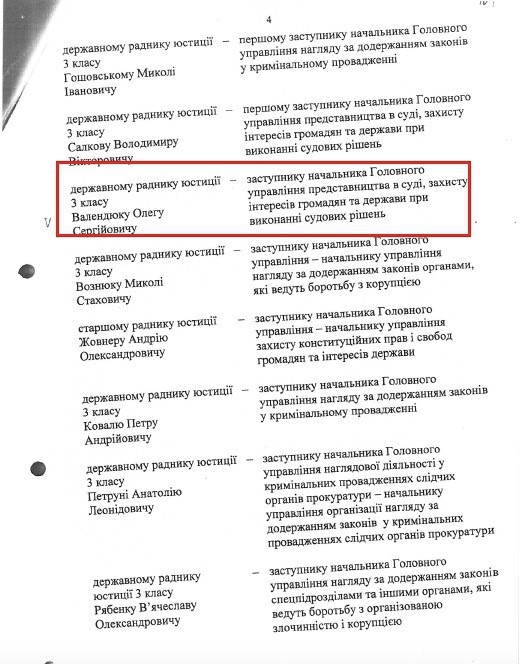 4
державному раднику юстиції – першому заступнику начальника Головного
3 класу управління нагляду за додержанням законів
Гошовському Миколі у кримінальному провадженні
Івановичу
державному раднику юстиції – першому заступнику начальника Головного
3 класу управління представництва в суді, захисту
Салкову Володимиру інтересів громадян та держави при
Вікторовичу виконанні судових рішень
державному раднику юстиції – заступнику начальника Головного
3 класу управління представництва в суді, захисту
Валендюку Олегу інтересів громадян та держави при
V Сергійовичу виконанні судових рішень
державному раднику юстиції – заступнику начальника Головного
3 класу управління – начальнику управління
Вознюку Миколі нагляду за додержанням законів органами,
Стаховичу які ведуть боротьбу з корупцією
старшому раднику юстиції – заступнику начальника Головного
Жовнеру Андрію управління – начальнику управління
Олександровичу захисту конституційних прав і свобод
громадян та інтересів держави
державному раднику юстиції – заступнику начальника Головного
3 класу управління нагляду за додержанням законів
Ковалю Петру у кримінальному провадженні
Андрійовичу
державному раднику юстиції – заступнику начальника Головного
3 класу управління наглядової діяльності у
Петруні Анатолію кримінальних провадженнях слідчих
Леонідовичу органів прокуратури – начальнику
управління організації нагляду за
додержанням законів у кримінальних
провадженнях слідчих органів прокуратури
державному раднику – заступнику начальника Головного
юстиції 3 класу управління нагляду за додержанням законів
Рябенку В’ячеславу спецпідрозділами та іншими органами, які
Олександровичу ведуть боротьбу з організованою
злочинністю і корупцією